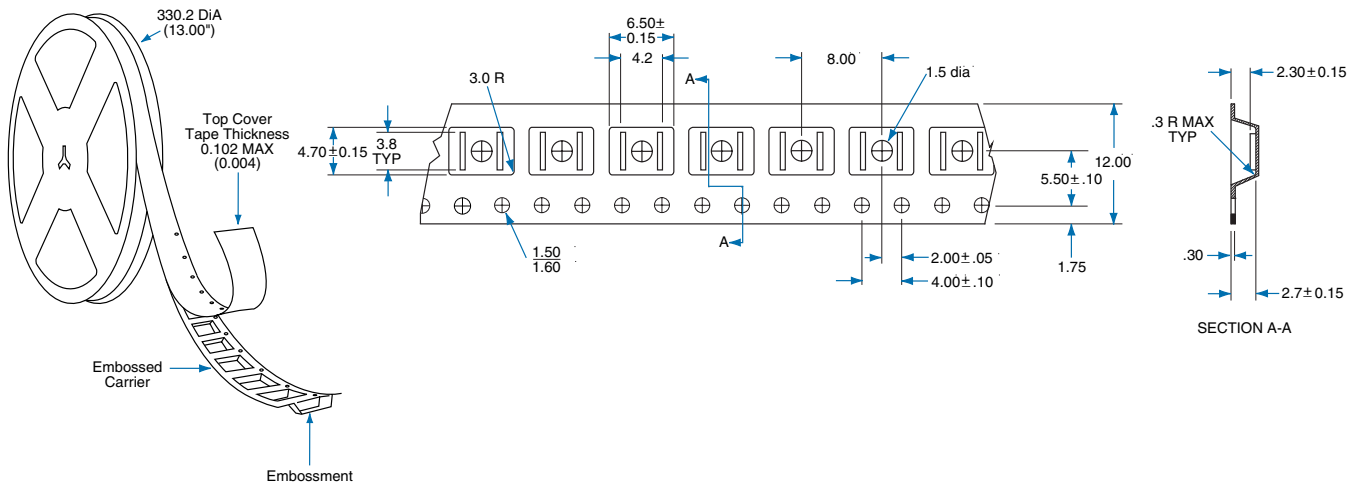 330.2 DiA
(13.00")
Top Cover
Tape Thickness
0.102 MAX
(0.004)
Embossed
Carrier
Embossment
6.50±
0.15
4.2
3.0 R
4.70±0.15
3.8
TYP
A
8.00
1.5 dia
12.00
5.50±.10
1.50
1.60
A
2.00±.05
4.00±.10
1.75
2.30±0.15
.3 R MAX
TYP
.30
2.7±0.15
SECTION A-A